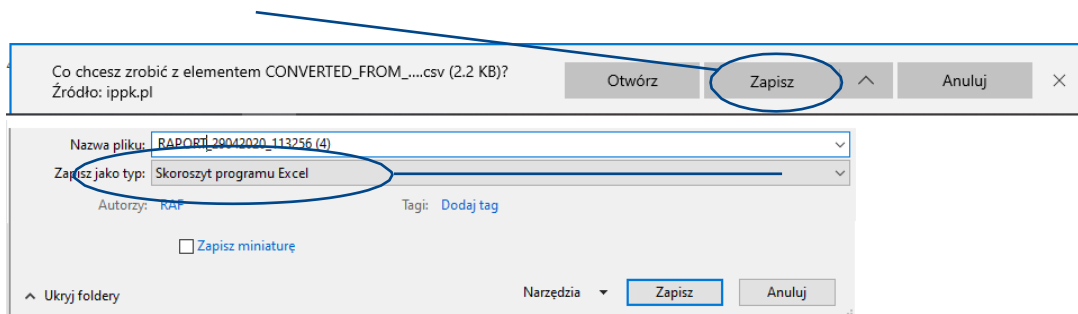 Co chcesz zrobić z elementem CONVERTED_FROM_....csv (2.2 KB)?
Źródło: ippk.pl
Otwórz
Zapisz
Anuluj
Nazwa pliku: RAPORT_29042020_113256 (4)
Zapisz jako typ: Skoroszyt programu Excel
Autorzy: RAF
Tagi: Dodaj tag
Zapisz miniaturę
Ukryj foldery
Narzędzia
Zapisz
Anuluj